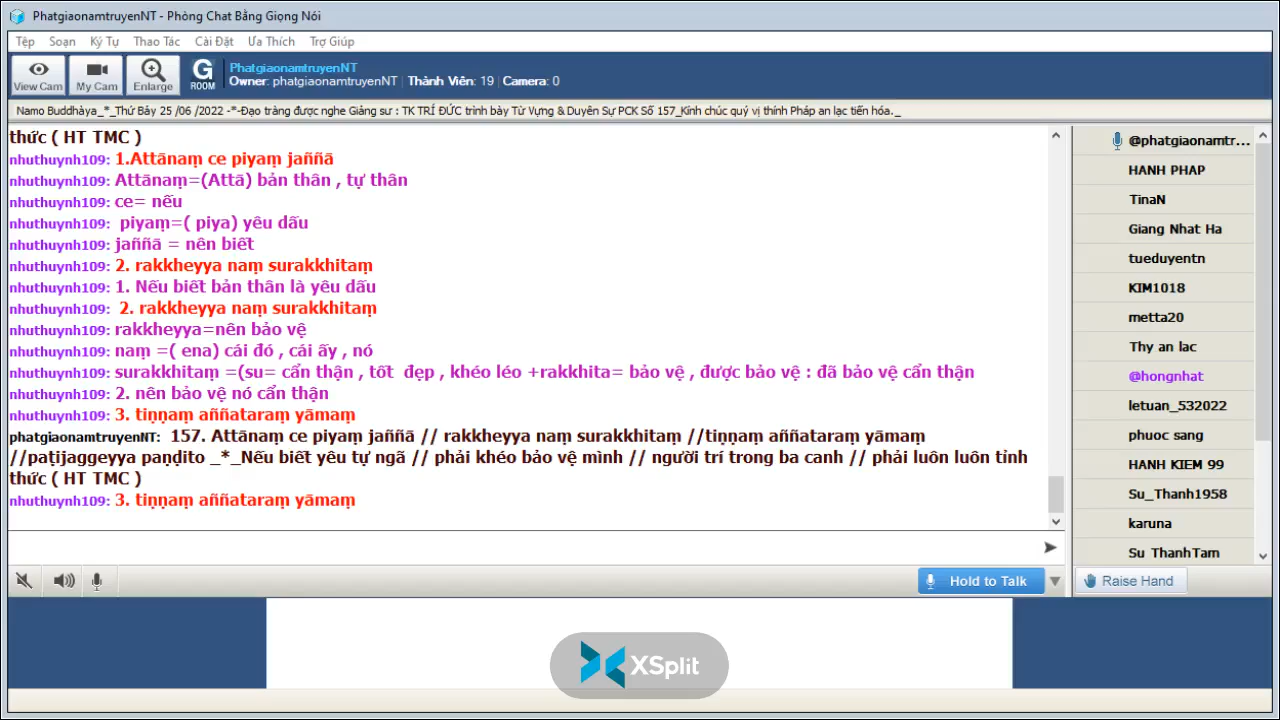 PhatgiaonamtruyenNT - Phòng Chat Bằng Giọng Nói
Tệp Soạn Ký Tự Thao Tác Cài Đặt Ưa Thích Trợ Giúp
View Cam My Cam Enlarge G ROOM
PhatgiaonamtruyenNT
Owner: phatgiaonamtruyenNT | Thành Viên: 19 | Camera: 0
Namo Buddhàya_*_Thứ Bảy 25 /06 /2022 -*-Đạo tràng được nghe Giảng sư : TK TRÍ ĐỨC trình bày Từ Vựng & Duyên Sự PCK Số 157_Kính chúc quý vị thính Pháp an lạc tiến hóa._
thức ( HT TMC )
nhuthuynh109: 1.Attānaṃ ce piyaṃ jaññā
nhuthuynh109: Attānaṃ=(Attā) bản thân , tự thân
nhuthuynh109: ce= nếu
nhuthuynh109: piyaṃ=( piya) yêu dấu
nhuthuynh109: jaññā = nên biết
nhuthuynh109: 2. rakkheyya naṃ surakkhitaṃ
nhuthuynh109: 1. Nếu biết bản thân là yêu dấu
nhuthuynh109: 2. rakkheyya naṃ surakkhitaṃ
nhuthuynh109: rakkheyya=nên bảo vệ
nhuthuynh109: naṃ =( ena) cái đó , cái ấy , nó
nhuthuynh109: surakkhitaṃ =(su= cẩn thận , tốt đẹp , khéo léo +rakkhita= bảo vệ , được bảo vệ : đã bảo vệ cẩn thận
nhuthuynh109: 2. nên bảo vệ nó cẩn thận
nhuthuynh109: 3. tiṇṇaṃ aññataraṃ yāmaṃ
phatgiaonamtruyenNT: 157. Attānaṃ ce piyaṃ jaññā // rakkheyya naṃ surakkhitaṃ //tiṇṇaṃ aññataraṃ yāmaṃ
//paṭijaggeyya paṇḍito _*_Nếu biết yêu tự ngã // phải khéo bảo vệ mình // người trí trong ba canh // phải luôn luôn tỉnh
thức ( HT TMC )
nhuthuynh109: 3. tiṇṇaṃ aññataraṃ yāmaṃ
@phatgiaonamtr...
HANH PHAP
TinaN
Giang Nhat Ha
tueduyentn
KIM1018
metta20
Thy an lac
@hongnhat
letuan_532022
phuoc sang
HANH KIEM 99
Su_Thanh1958
karuna
Su ThanhTam
Hold to Talk
Raise Hand
XSplit